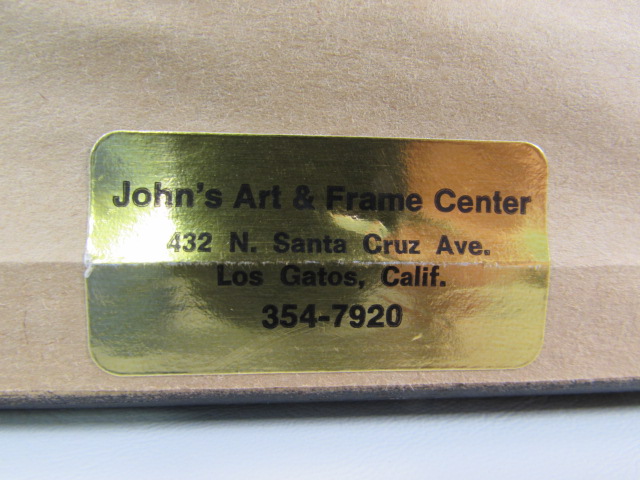 John's Art & Frame Center
432 N. Santa Cruz Ave.
Los Gatos, Calif.
354-7920